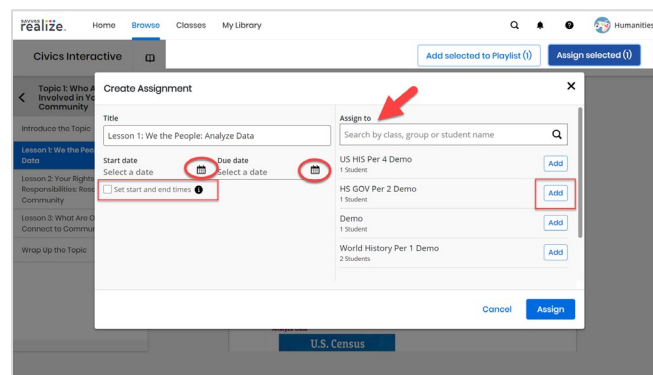 savvas
realize.
Home
Browse
Classes
My Library
Humanities
Civics Interactive
Add selected to Playlist (1)
Assign selected (1)
Topic 1: Who A
Involved in Yo
Community
Introduce the Topic
Lesson 1: We the Peo
Data
Lesson 2: Your Rights
Responsibilities: Rose
Community
Lesson 3: What Are O
Connect to Commun
Wrap Up the Topic
Create Assignment
Title
Lesson 1: We the People: Analyze Data
Start date
Select a date
Due date
Select a date
Set start and end times
Assign to
Search by class, group or student name
US HIS Per 4 Demo
1 Student
Add
HS GOV Per 2 Demo
1 Student
Add
Demo
1 Student
Add
World History Per 1 Demo
2 Students
Add
Cancel
Assign
U.S. Census